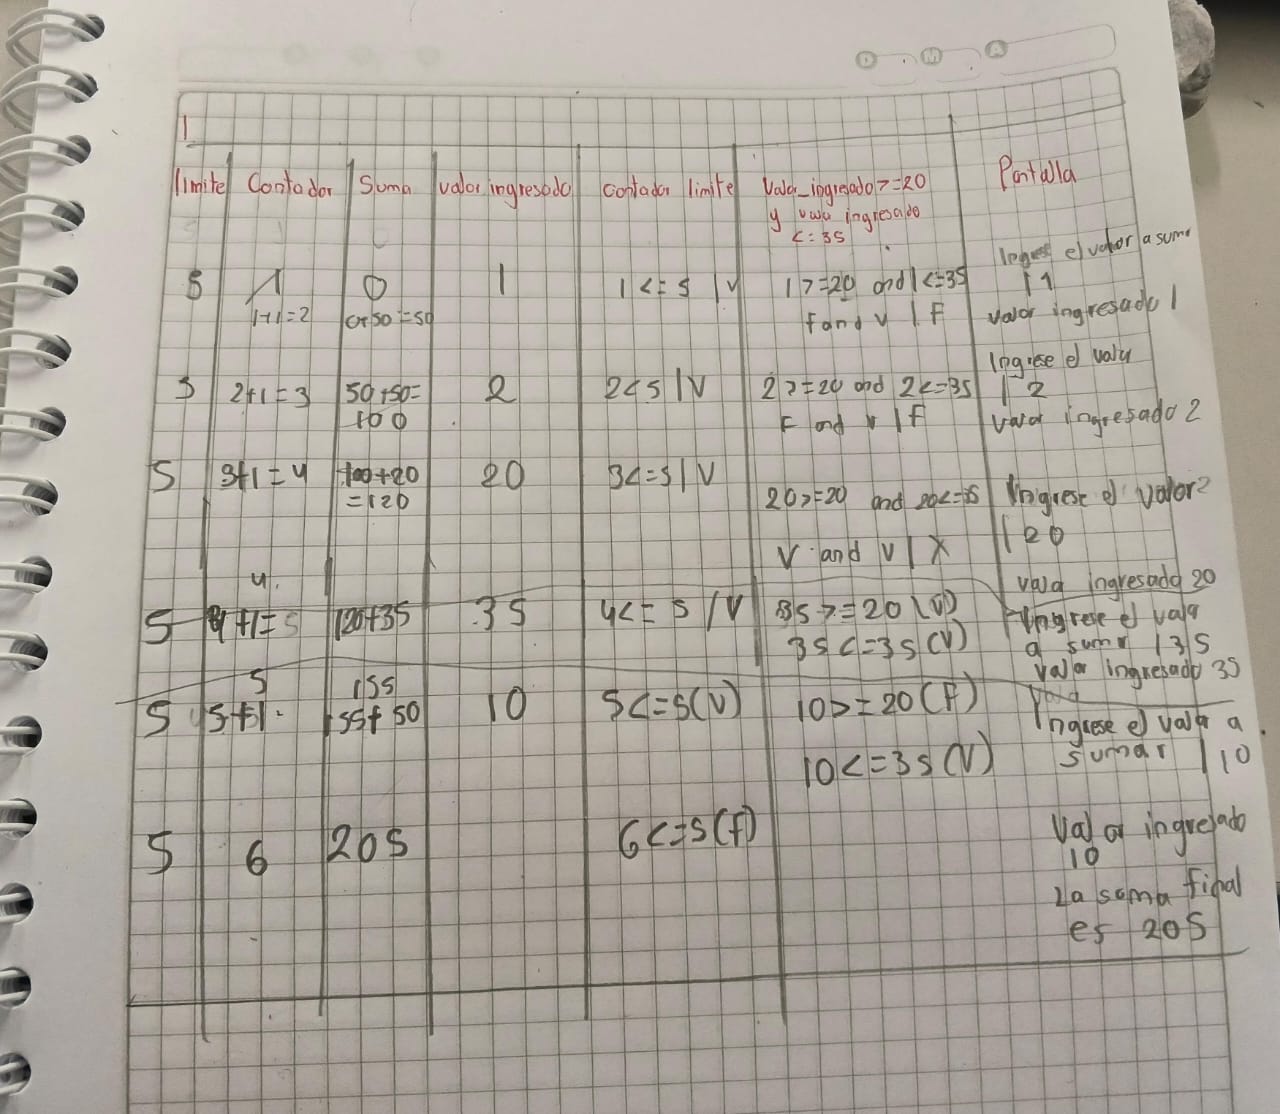 D M A
1
limite Contador Suma valor ingresado contador limite Valor_ingresado >=20 Pantalla
y valo ingresado
<= 35
5 1 0 1 1 <= 5 | V 1 >= 20 and 1 <= 35 Ingrese el valor a suma
1+1=2 0+50=50 f and v | F | 1
valor ingresado 1
5 2+1=3 50+50= 2 2<5 | V 2 >= 20 and 2<=35 Ingrese el valor
100 F and v | F | 2
valor ingresado 2
5 3+1=4 100+20 20 3<=5 | V 20>=20 and 20<=35 Ingrese el valor
=120 V and V | | 20
4. valor ingresado 20
5 4+1=5 120+35 35 4<= 5 / V 35 >= 20 (V) Ingrese el valor
35 <= 35 (V) a sumar | 35
5 155 valor ingresado 35
5 5+1. 155+50 10 5<=5(V) 10>=20 (F) Ingrese el valor a
10<=35 (V) sumar | 10
5 6 205 6<=5(f) Valor ingresado
10
La suma final
es 205